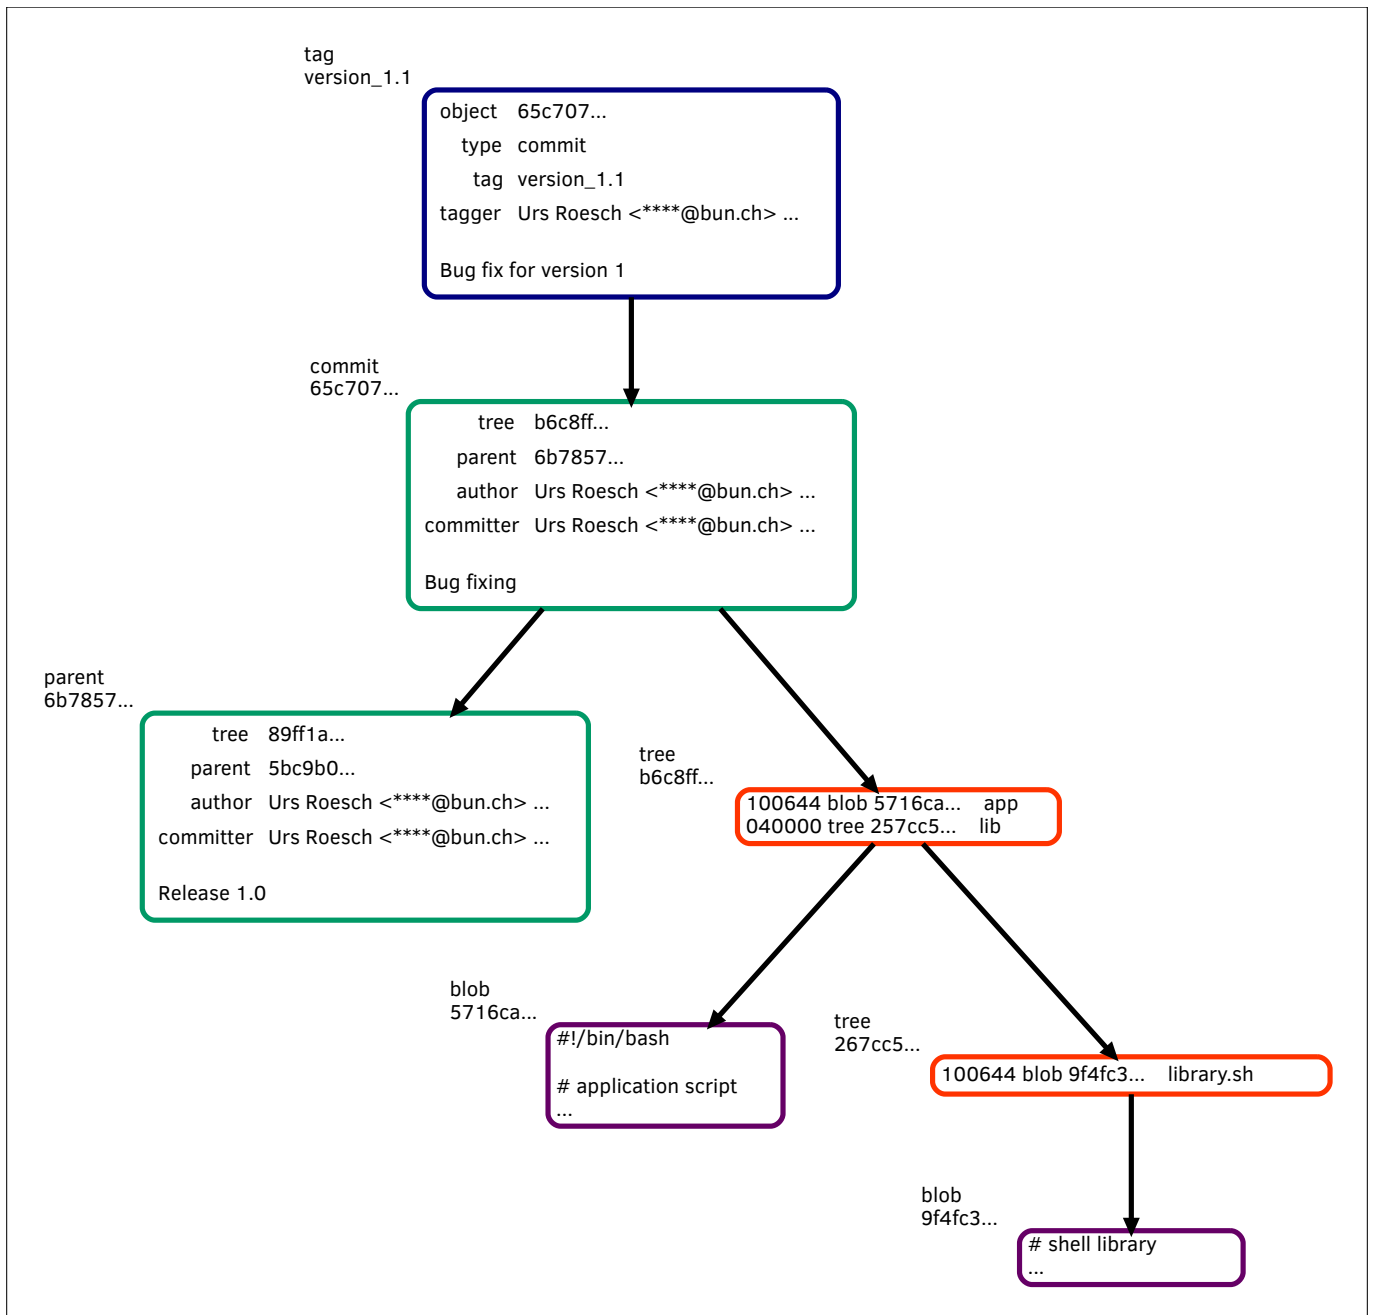 tag
version_1.1
object 65c707...
type commit
tag version_1.1
tagger Urs Roesch <****@bun.ch> ...
Bug fix for version 1
commit
65c707...
tree b6c8ff...
parent 6b7857...
author Urs Roesch <****@bun.ch> ...
committer Urs Roesch <****@bun.ch> ...
Bug fixing
parent
6b7857...
tree 89ff1a...
parent 5bc9b0...
author Urs Roesch <****@bun.ch> ...
committer Urs Roesch <****@bun.ch> ...
Release 1.0
tree
b6c8ff...
100644 blob 5716ca... app
040000 tree 257cc5... lib
blob
5716ca...
#!/bin/bash
# application script
...
tree
267cc5...
100644 blob 9f4fc3... library.sh
blob
9f4fc3...
# shell library
...